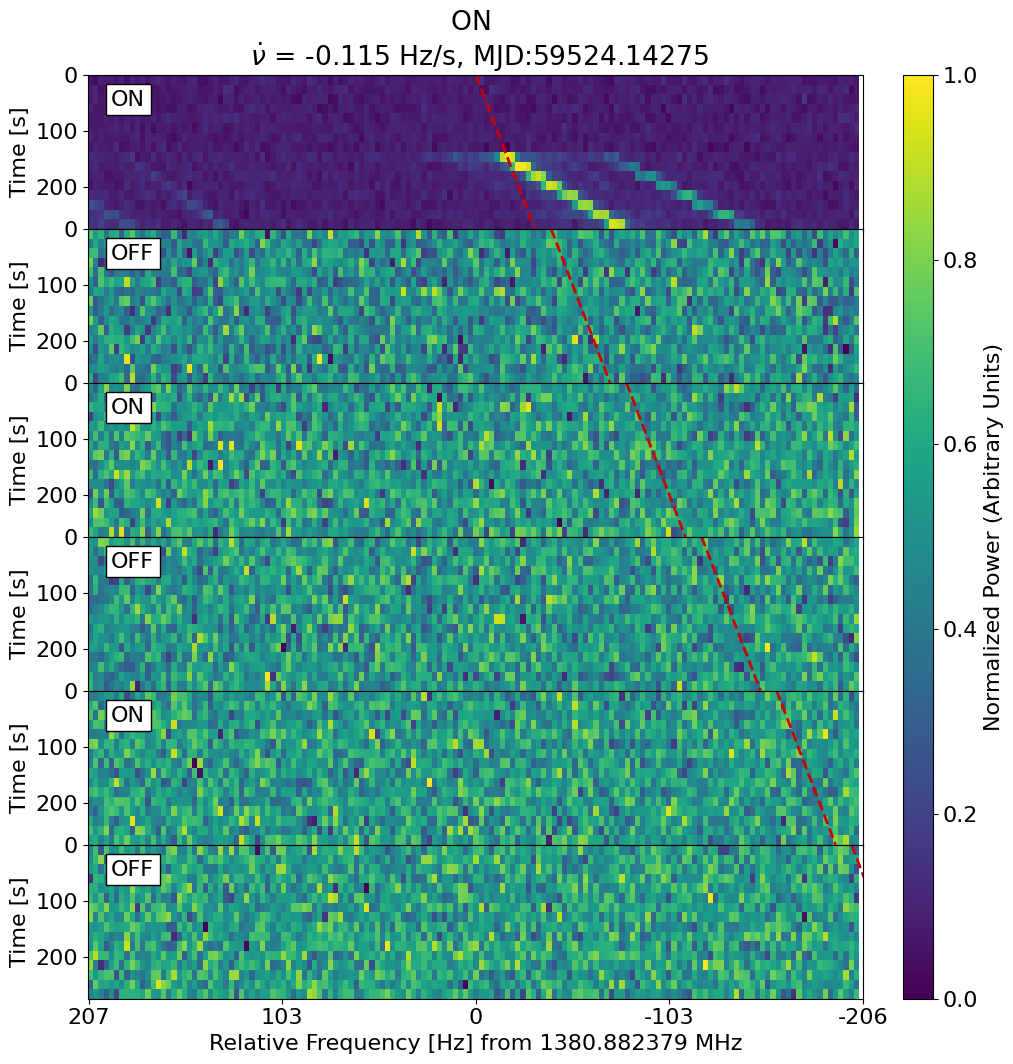 ON
ν̇ = -0.115 Hz/s, MJD:59524.14275
0
ON
100
200
Time [s]
0
OFF
100
200
Time [s]
0
ON
100
200
Time [s]
0
OFF
100
200
Time [s]
0
ON
100
200
Time [s]
0
OFF
100
200
Time [s]
207 103 0 -103 -206
Relative Frequency [Hz] from 1380.882379 MHz
1.0
0.8
0.6
0.4
0.2
0.0
Normalized Power (Arbitrary Units)